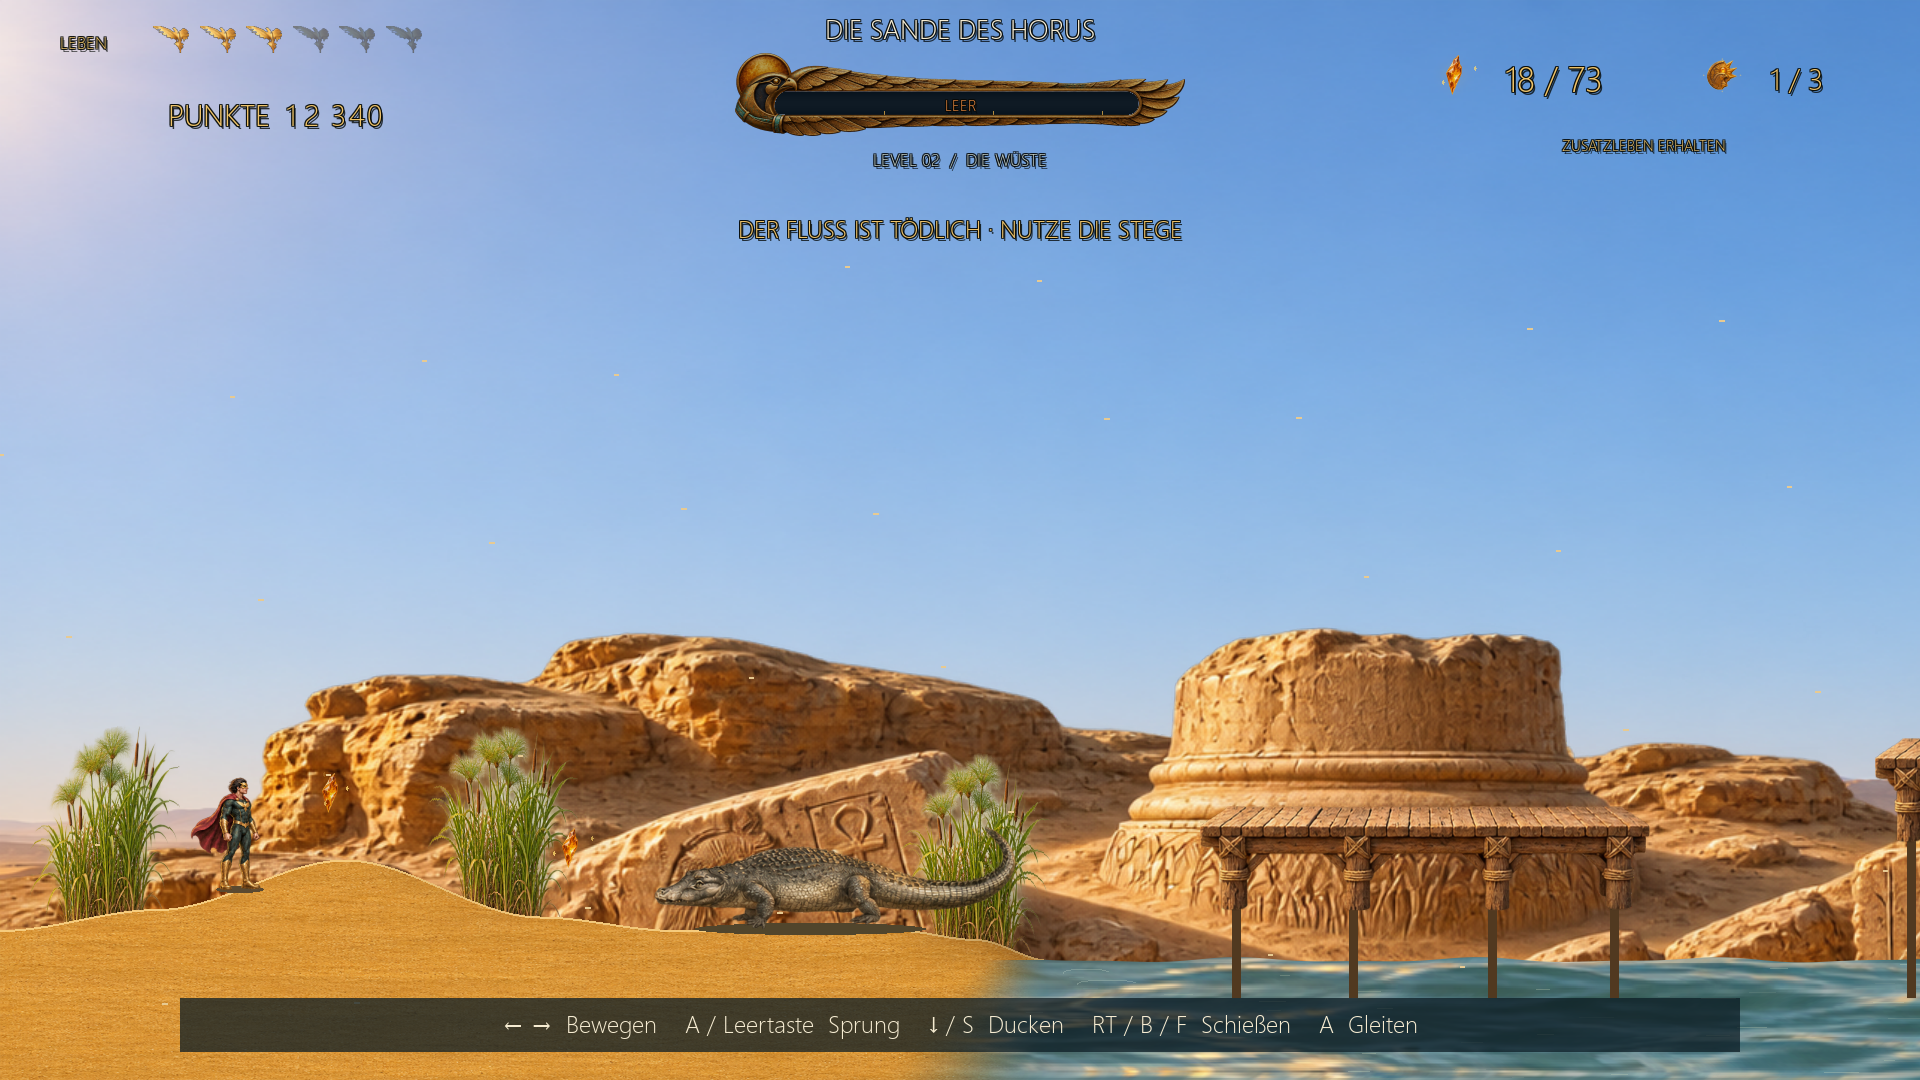 LEBEN
DIE SANDE DES HORUS
PUNKTE 12 340
LEER
18 / 73
1 / 3
LEVEL 02 / DIE WÜSTE
ZUSATZLEBEN ERHALTEN
DER FLUSS IST TÖDLICH · NUTZE DIE STEGE
← → Bewegen A / Leertaste Sprung ↓ / S Ducken RT / B / F Schießen A Gleiten